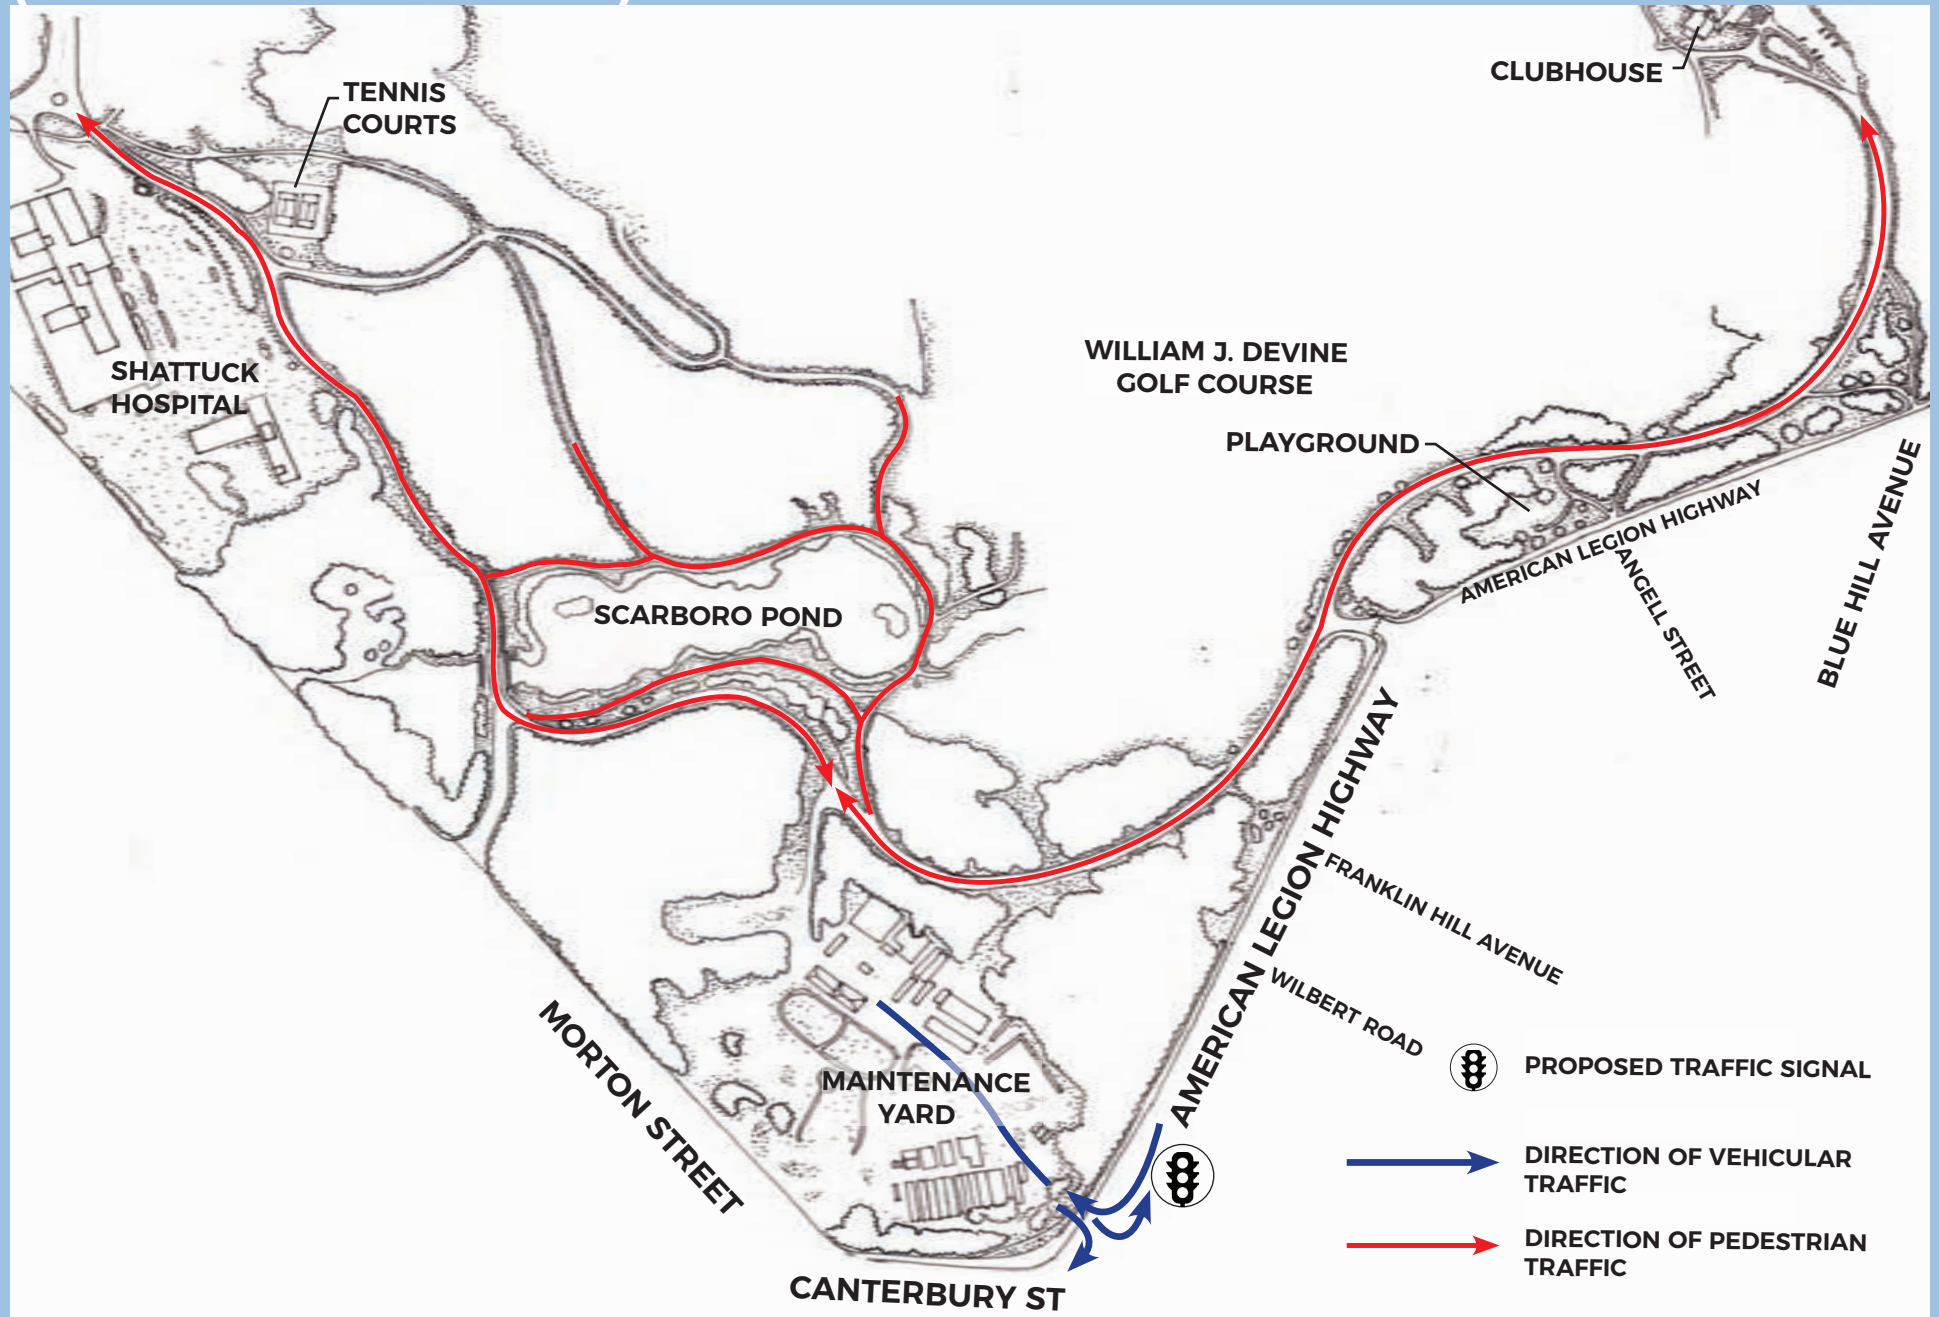 TENNIS
COURTS
CLUBHOUSE
SHATTUCK
HOSPITAL
WILLIAM J. DEVINE
GOLF COURSE
PLAYGROUND
AMERICAN LEGION HIGHWAY
ANGELL STREET
BLUE HILL AVENUE
SCARBORO POND
AMERICAN LEGION HIGHWAY
FRANKLIN HILL AVENUE
WILBERT ROAD
MORTON STREET
MAINTENANCE
YARD
CANTERBURY ST
PROPOSED TRAFFIC SIGNAL
DIRECTION OF VEHICULAR
TRAFFIC
DIRECTION OF PEDESTRIAN
TRAFFIC